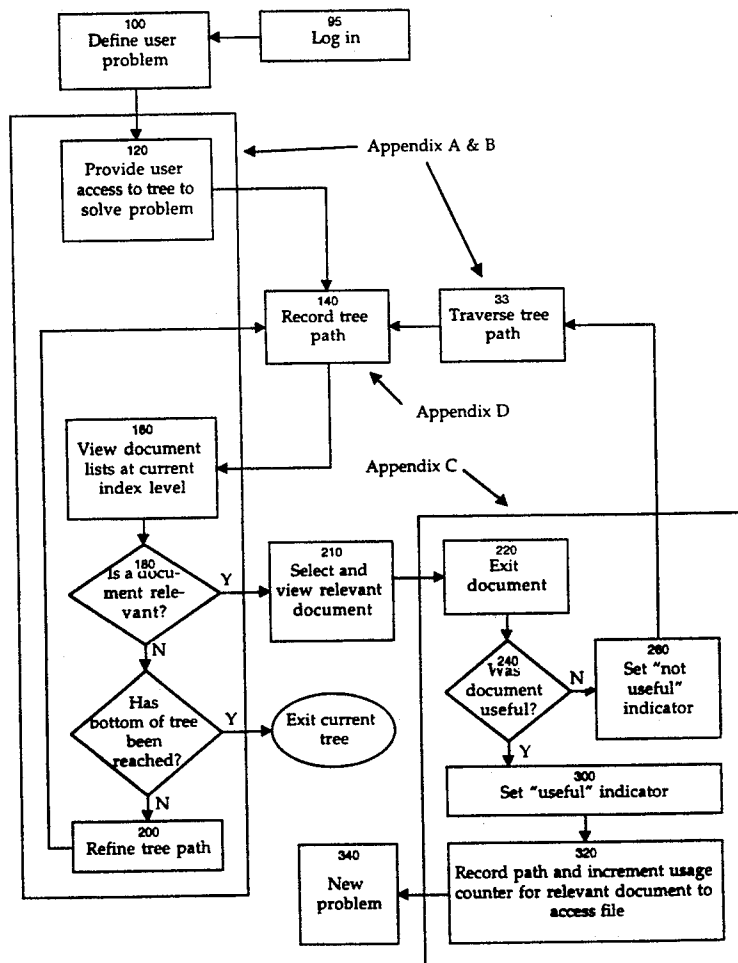 100
Define user
problem
95
Log in
120
Provide user
access to tree to
solve problem
Appendix A & B
140
Record tree
path
33
Traverse tree
path
Appendix D
160
View document
lists at current
index level
Appendix C
180
Is a docu-
ment rele-
vant?
Y
N
210
Select and
view relevant
document
220
Exit
document
240
Was
document
useful?
N
Y
260
Set "not
useful"
indicator
Has
bottom of tree
been
reached?
Y
N
Exit current
tree
200
Refine tree path
300
Set "useful" indicator
320
Record path and increment usage
counter for relevant document to
access file
340
New
problem